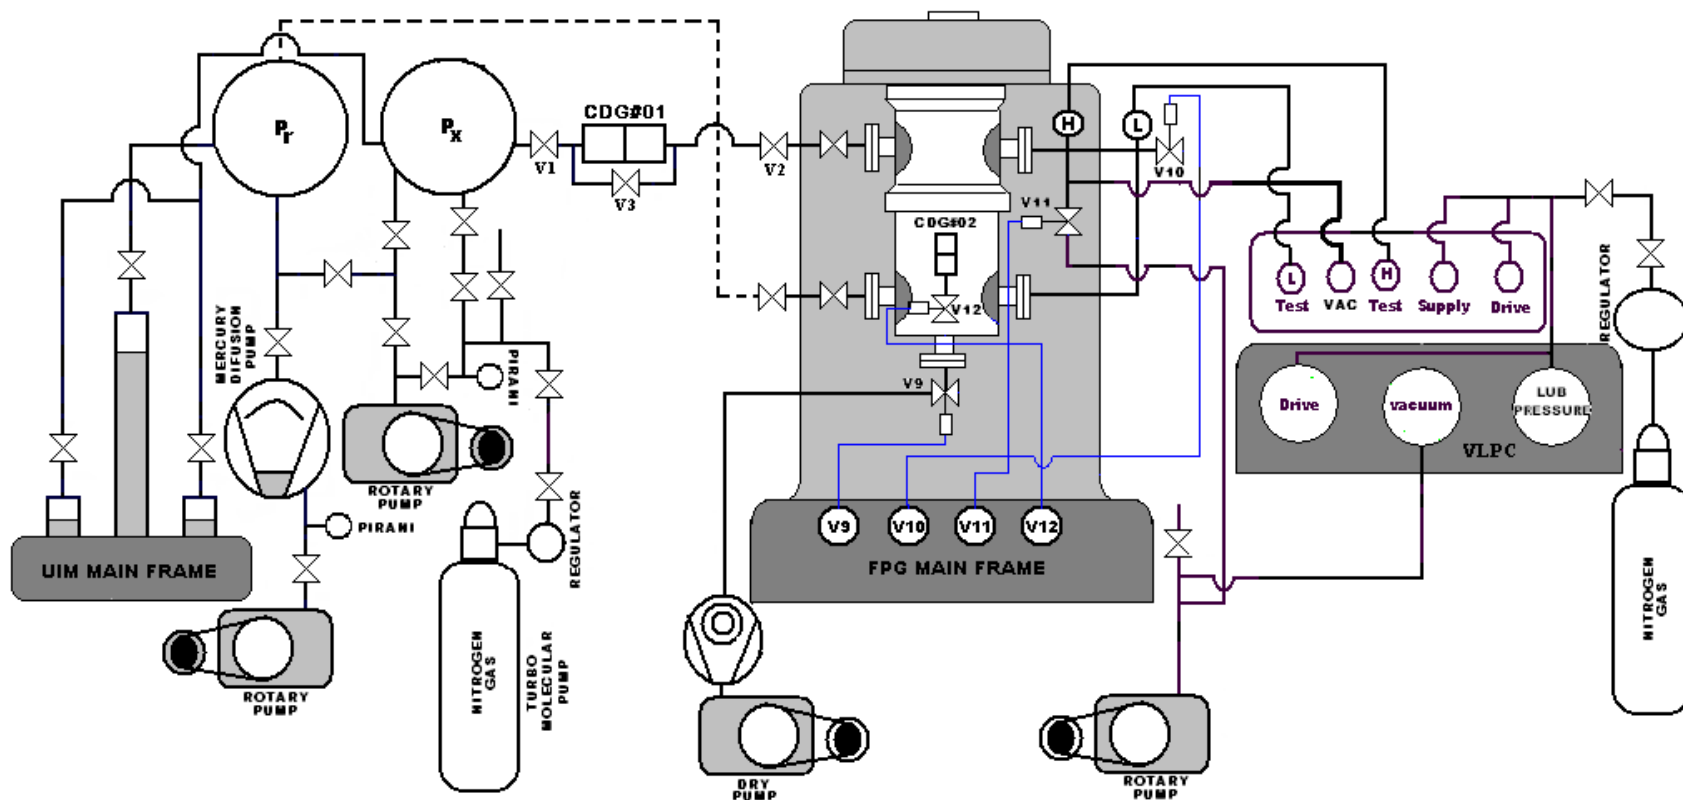 Pr
Px
CDG#01
V1
V3
V2
H
L
V10
V11
CDG#02
V12
V9
L
H
Test
VAC
Test
Supply
Drive
REGULATOR
MERCURY
DIFUSION
PUMP
PIRANI
Drive
vacuum
LUB
PRESSURE
VLPC
ROTARY
PUMP
PIRANI
REGULATOR
V9
V10
V11
V12
UIM MAIN FRAME
FPG MAIN FRAME
NITROGEN
GAS
NITROGEN
GAS
TURBO
MOLECULAR
PUMP
ROTARY
PUMP
DRY
PUMP
ROTARY
PUMP